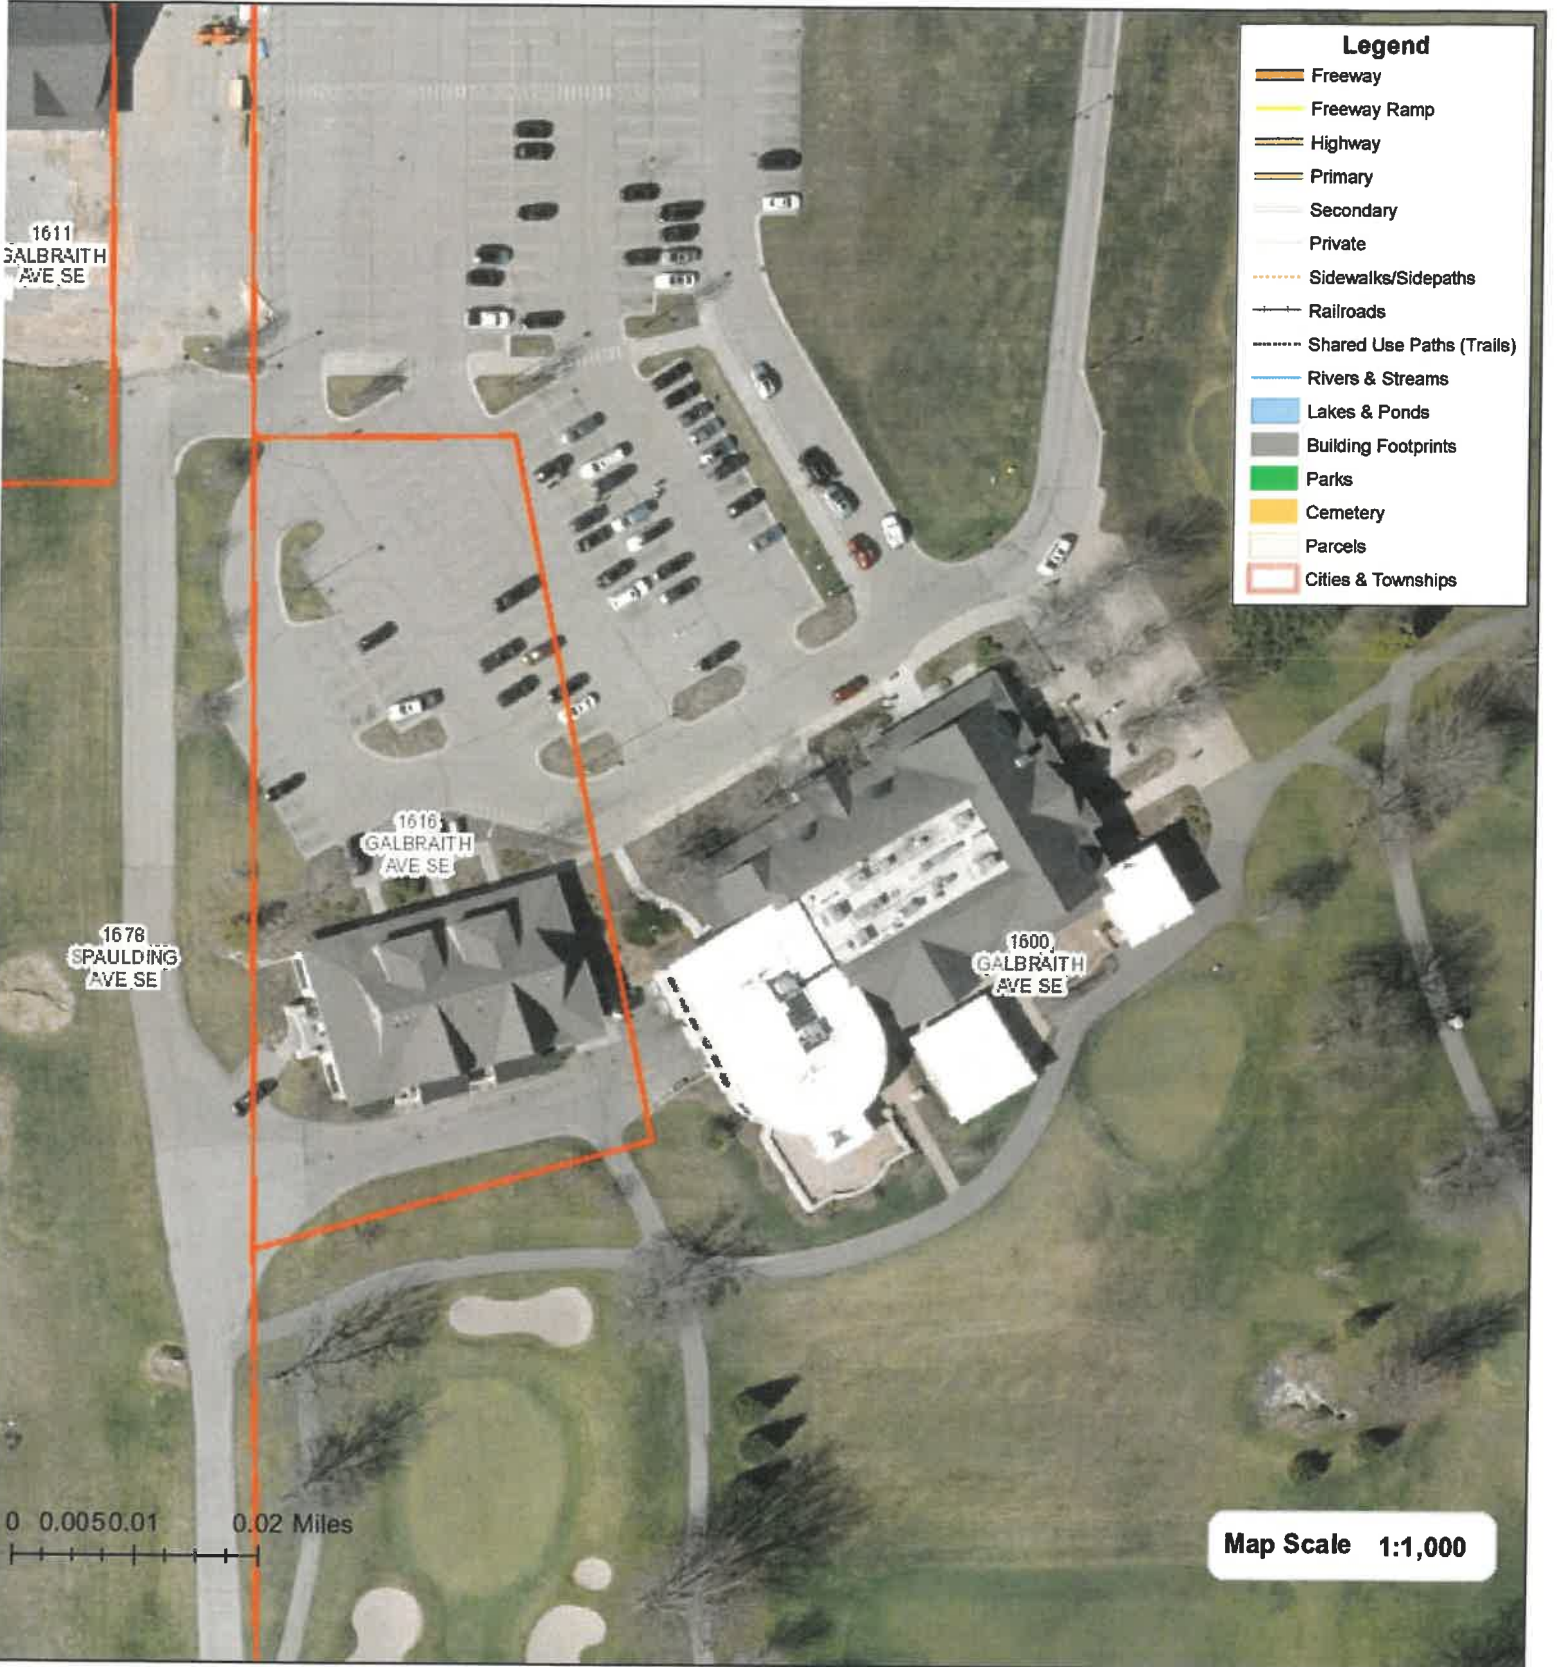 Legend
Freeway
Freeway Ramp
Highway
Primary
Secondary
Private
Sidewalks/Sidepaths
Railroads
Shared Use Paths (Trails)
Rivers & Streams
Lakes & Ponds
Building Footprints
Parks
Cemetery
Parcels
Cities & Townships
1611
GALBRAITH
AVE SE
1616
GALBRAITH
AVE SE
1678
SPAULDING
AVE SE
1600
GALBRAITH
AVE SE
0 0.005 0.01 0.02 Miles
Map Scale 1:1,000